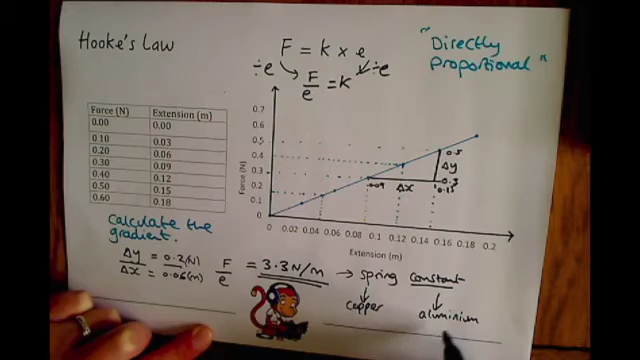 Hooke's Law
F = k x e
÷e F/e = k ÷e
"Directly Proportional"
Force (N) Extension (m)
0.00 0.00
0.10 0.03
0.20 0.06
0.30 0.09
0.40 0.12
0.50 0.15
0.60 0.18
Force (N)
0.7
0.6
0.5
0.4
0.3
0.2
0.1
0
0.5
Δy
0.3
0.09 Δx 0.15
0 0.02 0.04 0.06 0.08 0.1 0.12 0.14 0.16 0.18 0.2
Extension (m)
Calculate the
gradient.
Δy = 0.2(N)
Δx = 0.06(m)
F/e = 3.3N/m → spring constant
copper
aluminium